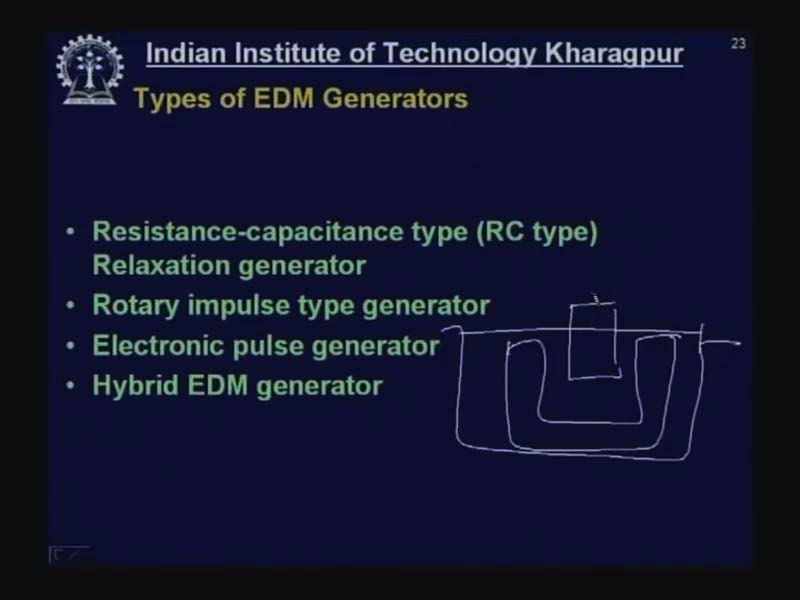 Indian Institute of Technology Kharagpur
23
Types of EDM Generators
• Resistance-capacitance type (RC type)
Relaxation generator
• Rotary impulse type generator
• Electronic pulse generator
• Hybrid EDM generator